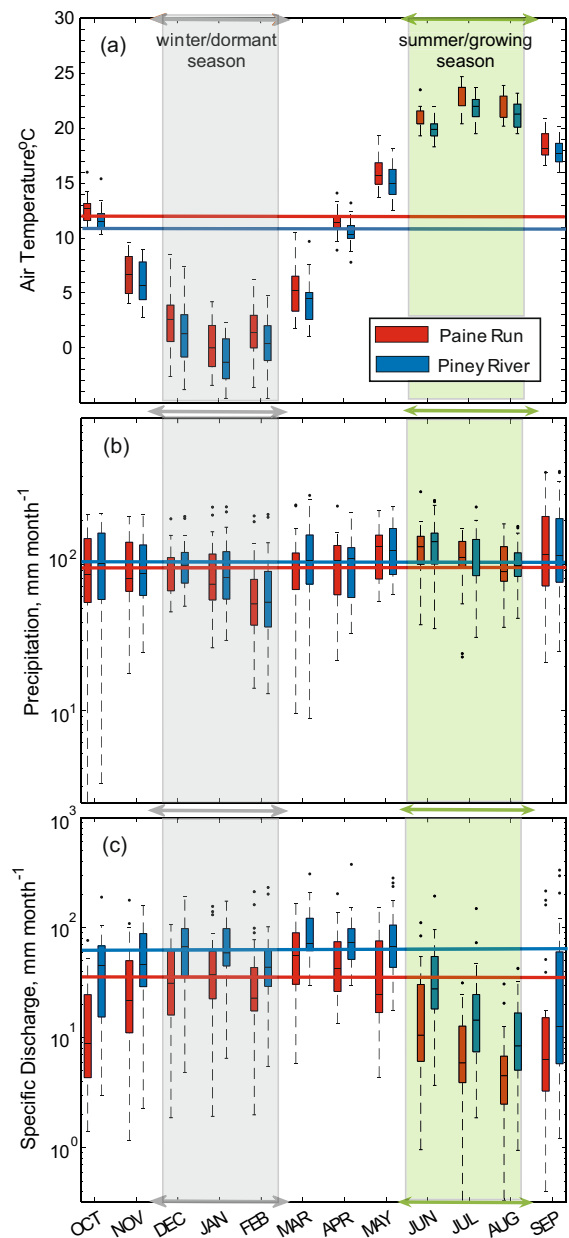 (a)
winter/dormant
season
summer/growing
season
30
25
20
15
10
5
0
Air Temperature,ºC
Paine Run
Piney River
(b)
10²
10¹
Precipitation, mm month⁻¹
(c)
10³
10²
10¹
10⁰
Specific Discharge, mm month⁻¹
OCT NOV DEC JAN FEB MAR APR MAY JUN JUL AUG SEP